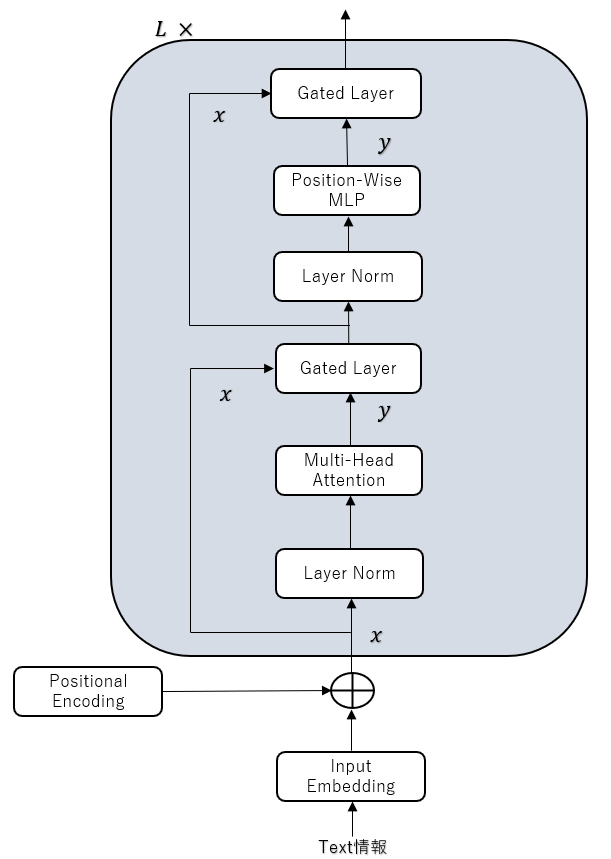 L ×
Gated Layer
x
y
Position-Wise
MLP
Layer Norm
Gated Layer
x
y
Multi-Head
Attention
Layer Norm
x
Positional
Encoding
Input
Embedding
Text情報